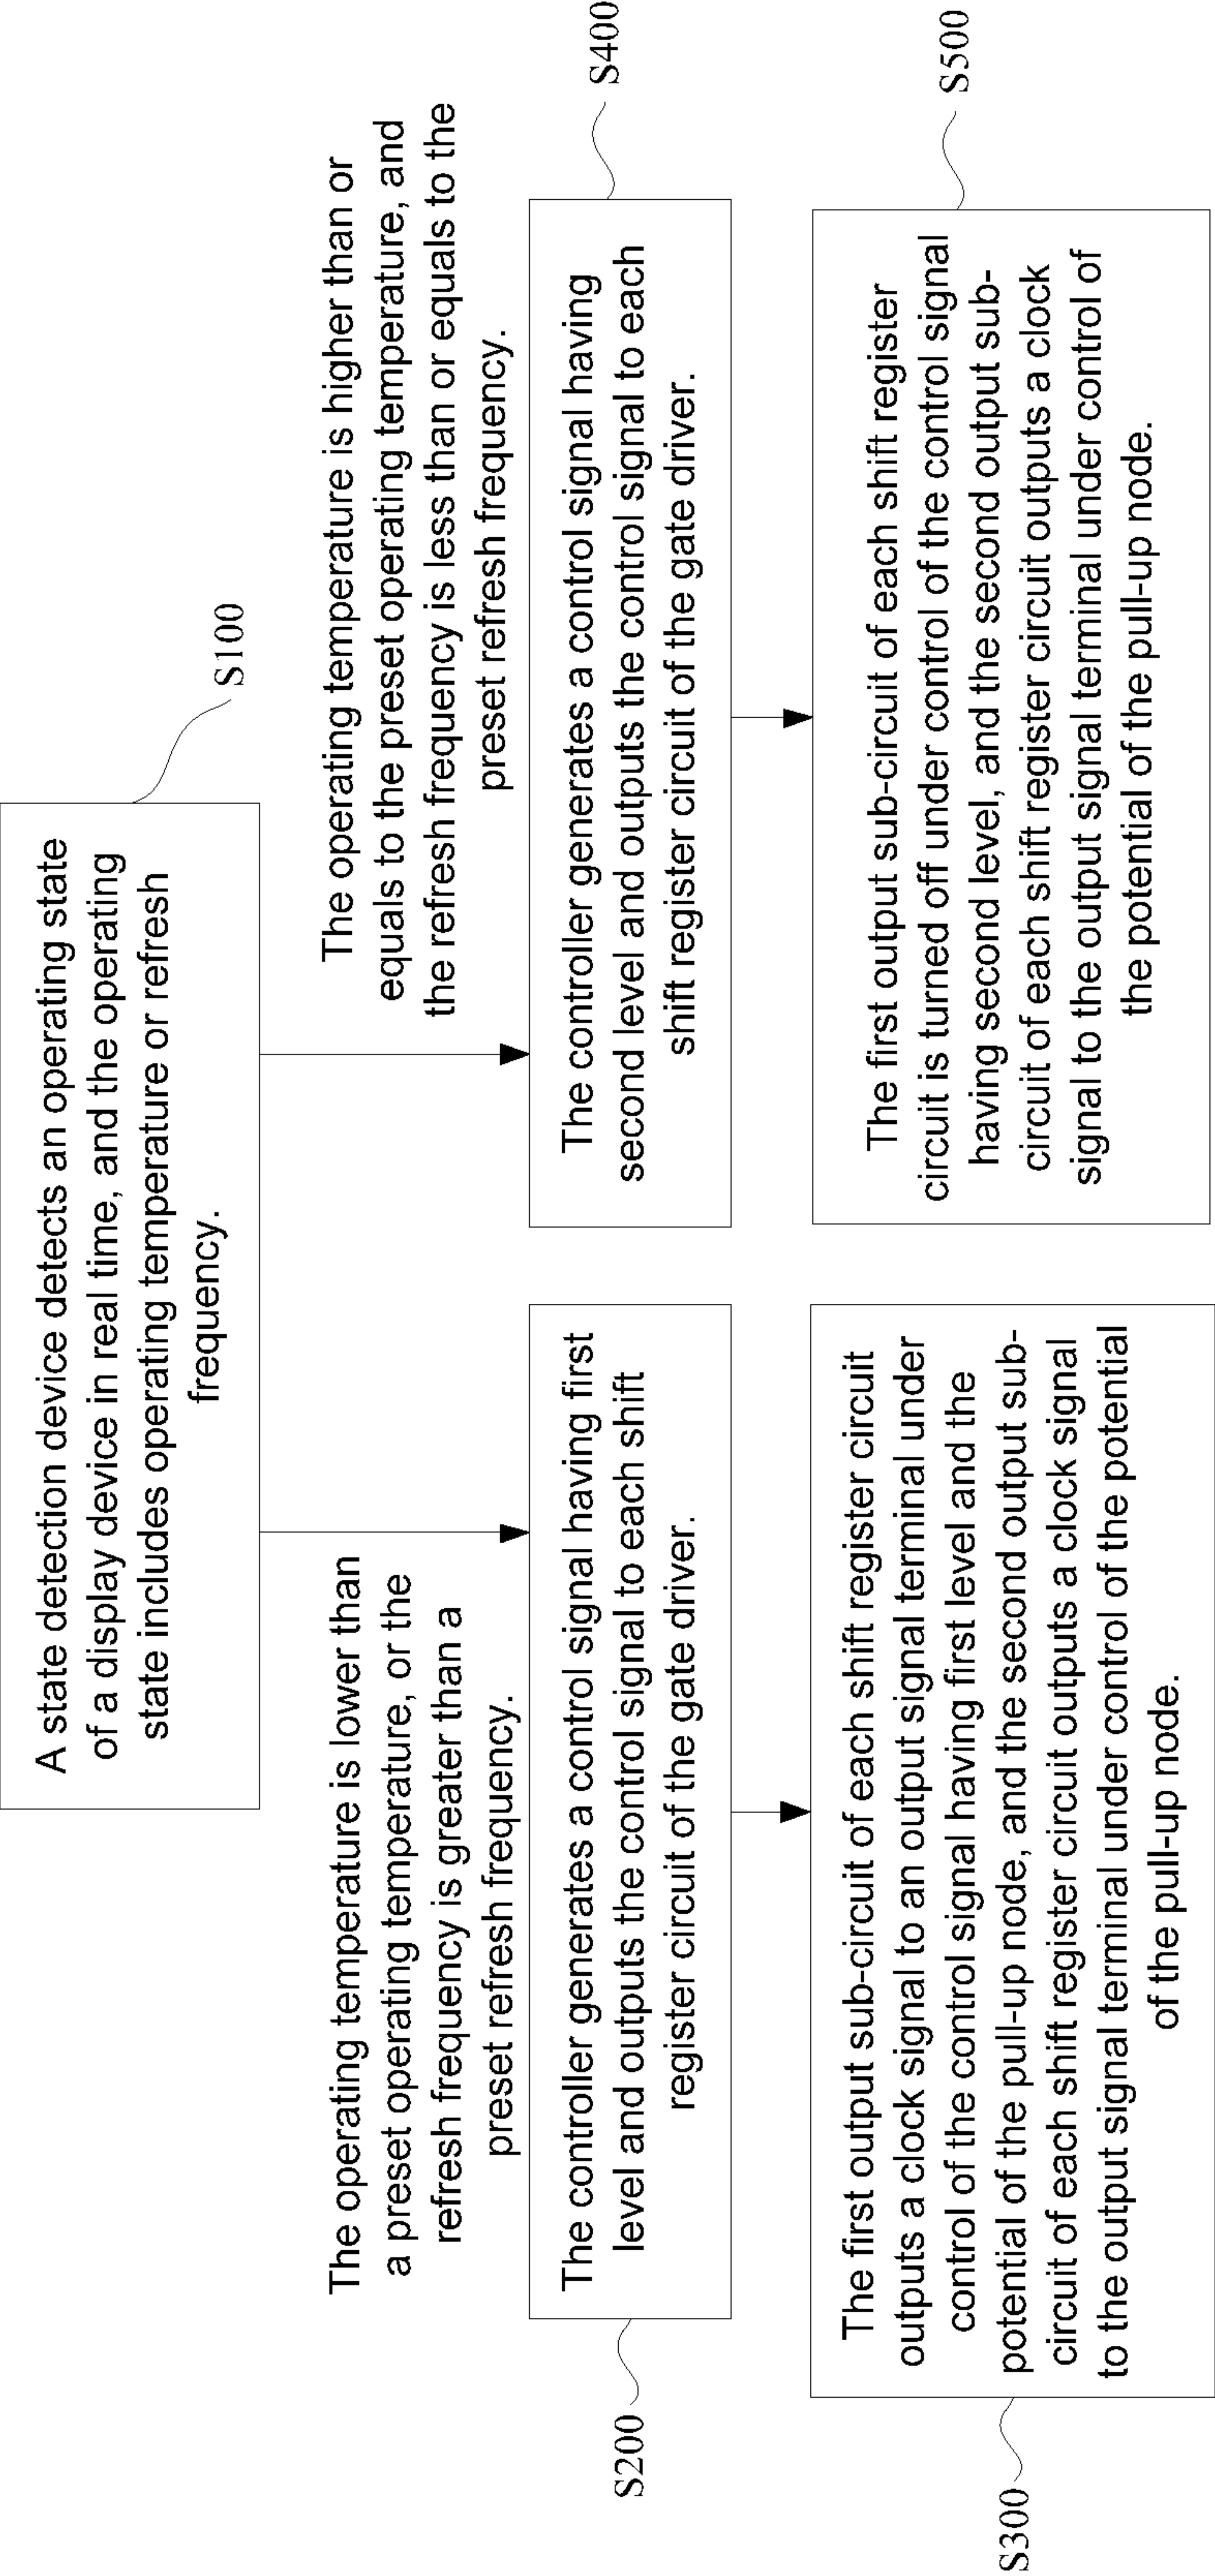 A state detection device detects an operating state
of a display device in real time, and the operating
state includes operating temperature or refresh
frequency.
S100
The operating temperature is lower than
a preset operating temperature, or the
refresh frequency is greater than a
preset refresh frequency.
The operating temperature is higher than or
equals to the preset operating temperature, and
the refresh frequency is less than or equals to the
preset refresh frequency.
S200
The controller generates a control signal having first
level and outputs the control signal to each shift
register circuit of the gate driver.
The controller generates a control signal having
second level and outputs the control signal to each
shift register circuit of the gate driver.
S400
S300
The first output sub-circuit of each shift register circuit
outputs a clock signal to an output signal terminal under
control of the control signal having first level and the
potential of the pull-up node, and the second output sub-
circuit of each shift register circuit outputs a clock signal
to the output signal terminal under control of the potential
of the pull-up node.
The first output sub-circuit of each shift register
circuit is turned off under control of the control signal
having second level, and the second output sub-
circuit of each shift register circuit outputs a clock
signal to the output signal terminal under control of
the potential of the pull-up node.
S500